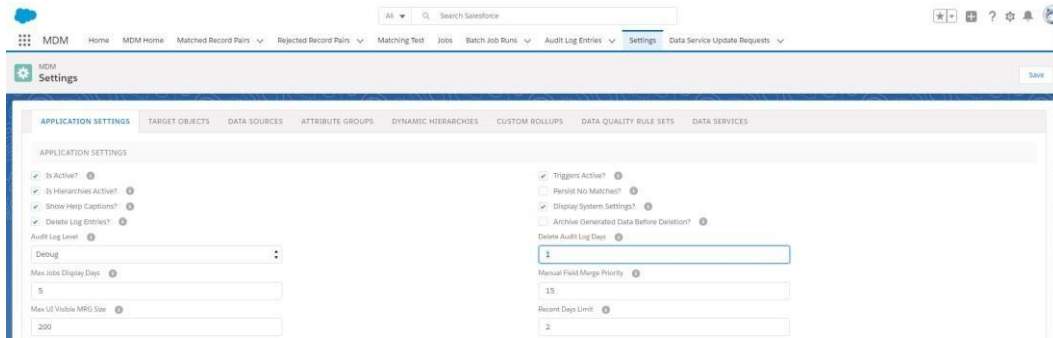 All Search Salesforce
MDM Home MDM Home Matched Record Pairs Rejected Record Pairs Matching Test Jobs Batch Job Runs Audit Log Entries Settings Data Service Update Requests
MDM
Settings
Save
APPLICATION SETTINGS TARGET OBJECTS DATA SOURCES ATTRIBUTE GROUPS DYNAMIC HIERARCHIES CUSTOM ROLLUPS DATA QUALITY RULE SETS DATA SERVICES
APPLICATION SETTINGS
Is Active? Triggers Active?
Is Hierarchies Active? Persist No Matches?
Show Help Captions? Display System Settings?
Delete Log Entries? Archive Generated Data Before Deletion?
Audit Log Level Delete Audit Log Days
Debug 1
Max Jobs Display Days Manual Field Merge Priority
5 15
Max UI Visible MRG Size Recent Days Limit
200 2